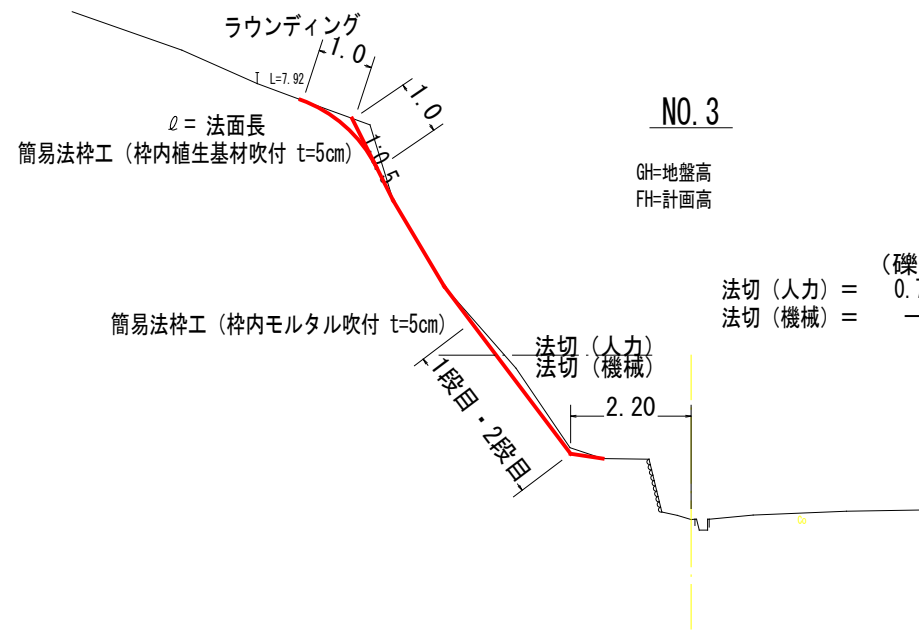 ラウンディング
1.0
1.0
T L=7.92
ℓ = 法面長
簡易法枠工（枠内植生基材吹付 t=5cm）
1:0.5
NO.3
GH=地盤高
FH=計画高
（礫
法切（人力）＝ 0.7
法切（機械）＝ －
簡易法枠工（枠内モルタル吹付 t=5cm）
法切（人力）
法切（機械）
1段目・2段目
2.20